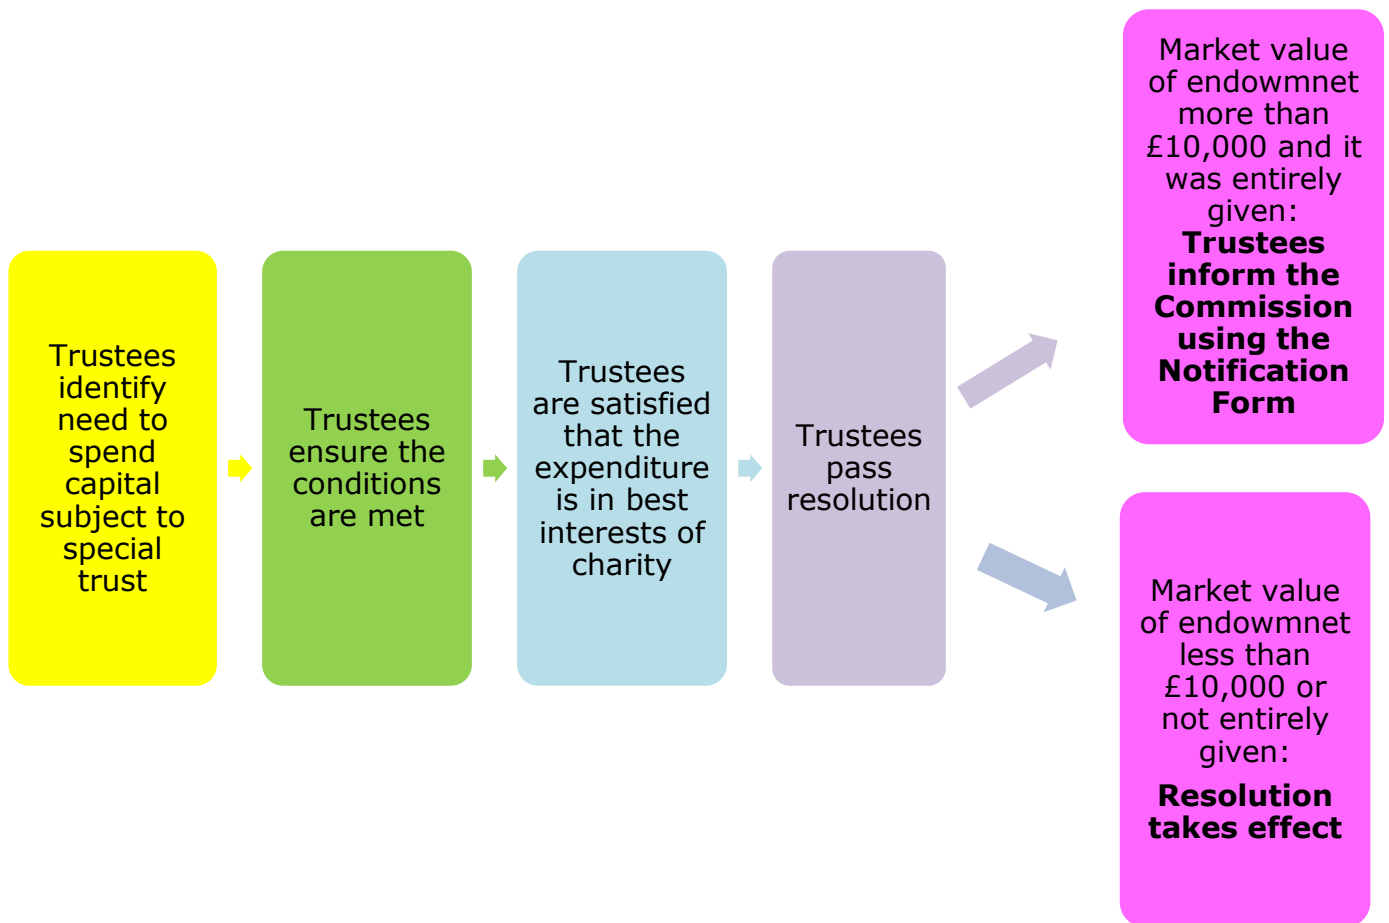 Trustees
identify
need to
spend
capital
subject to
special
trust
Trustees
ensure the
conditions
are met
Trustees
are satisfied
that the
expenditure
is in best
interests of
charity
Trustees
pass
resolution
Market value
of endowmnet
more than
£10,000 and it
was entirely
given:
Trustees
inform the
Commission
using the
Notification
Form
Market value
of endowmnet
less than
£10,000 or
not entirely
given:
Resolution
takes effect